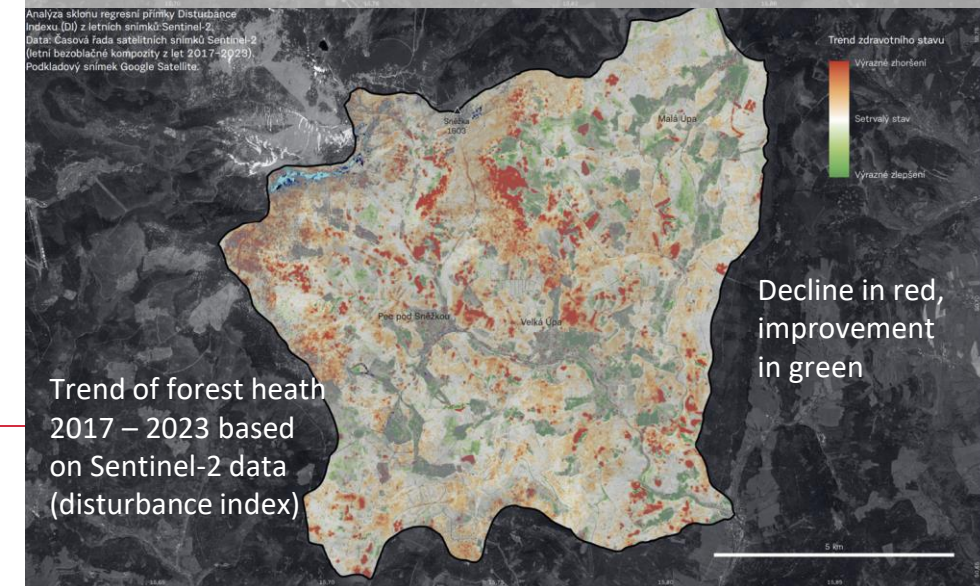 Analýza sklonu regresní přímky Disturbance
Indexu (DI) z letních snímků Sentinel-2.
Data: Časová řada satelitních snímků Sentinel-2
(letní bezoblačné kompozity z let 2017-2023).
Podkladový snímek Google Satellite.
Trend zdravotního stavu
Výrazné zhoršení
Setrvalý stav
Výrazné zlepšení
Sněžka
1603
Malá Úpa
Pec pod Sněžkou
Velká Úpa
Decline in red,
improvement
in green
Trend of forest heath
2017 – 2023 based
on Sentinel-2 data
(disturbance index)
5 km